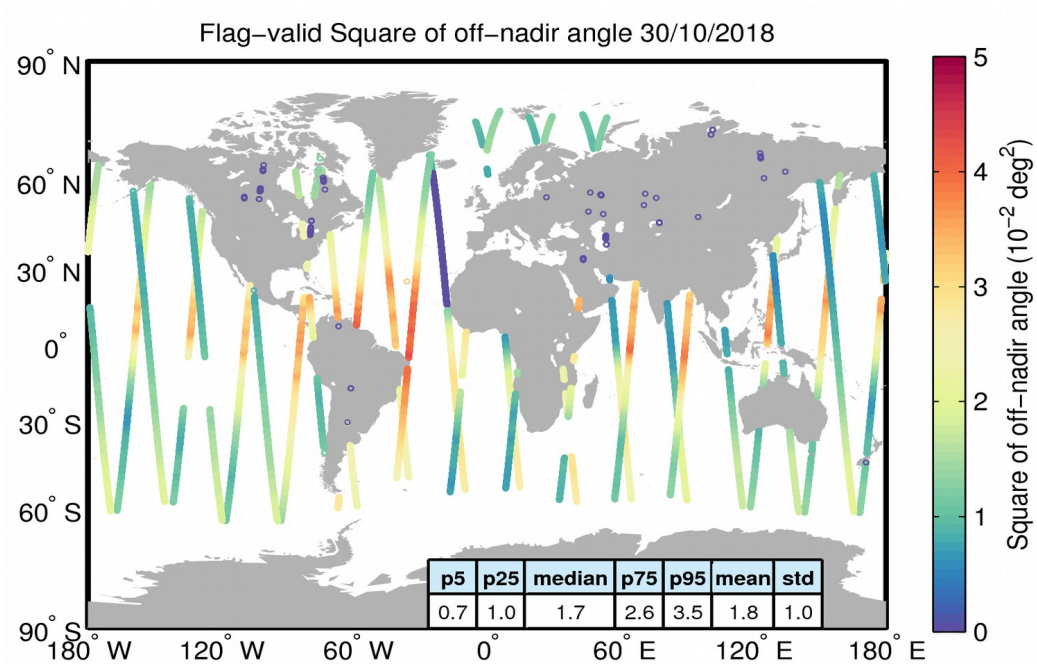 Flag−valid Square of off−nadir angle 30/10/2018
90° N
60° N
30° N
0°
30° S
60° S
90° S
180° W
120° W
60° W
0°
60° E
120° E
180° E
p5 p25 median p75 p95 mean std
0.7 1.0 1.7 2.6 3.5 1.8 1.0
5
4
3
2
1
0
Square of off−nadir angle (10⁻² deg²)